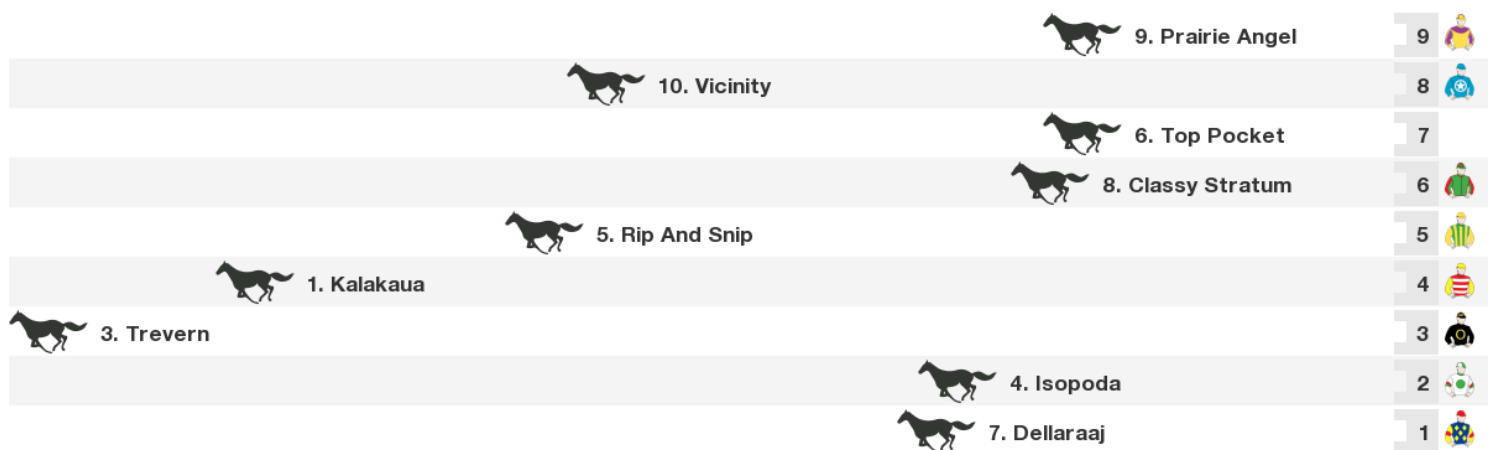 9. Prairie Angel 9
10. Vicinity 8
6. Top Pocket 7
8. Classy Stratum 6
5. Rip And Snip 5
1. Kalakaua 4
3. Trevern 3
4. Isopoda 2
7. Dellaraaj 1